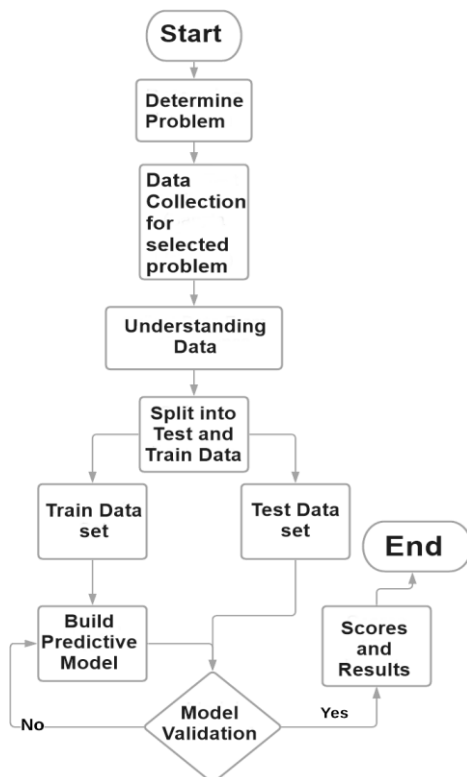 Start
Determine
Problem
Data
Collection
for
selected
problem
Understanding
Data
Split into
Test and
Train Data
Train Data
set
Test Data
set
End
Build
Predictive
Model
Scores
and
Results
Model
Validation
No
Yes